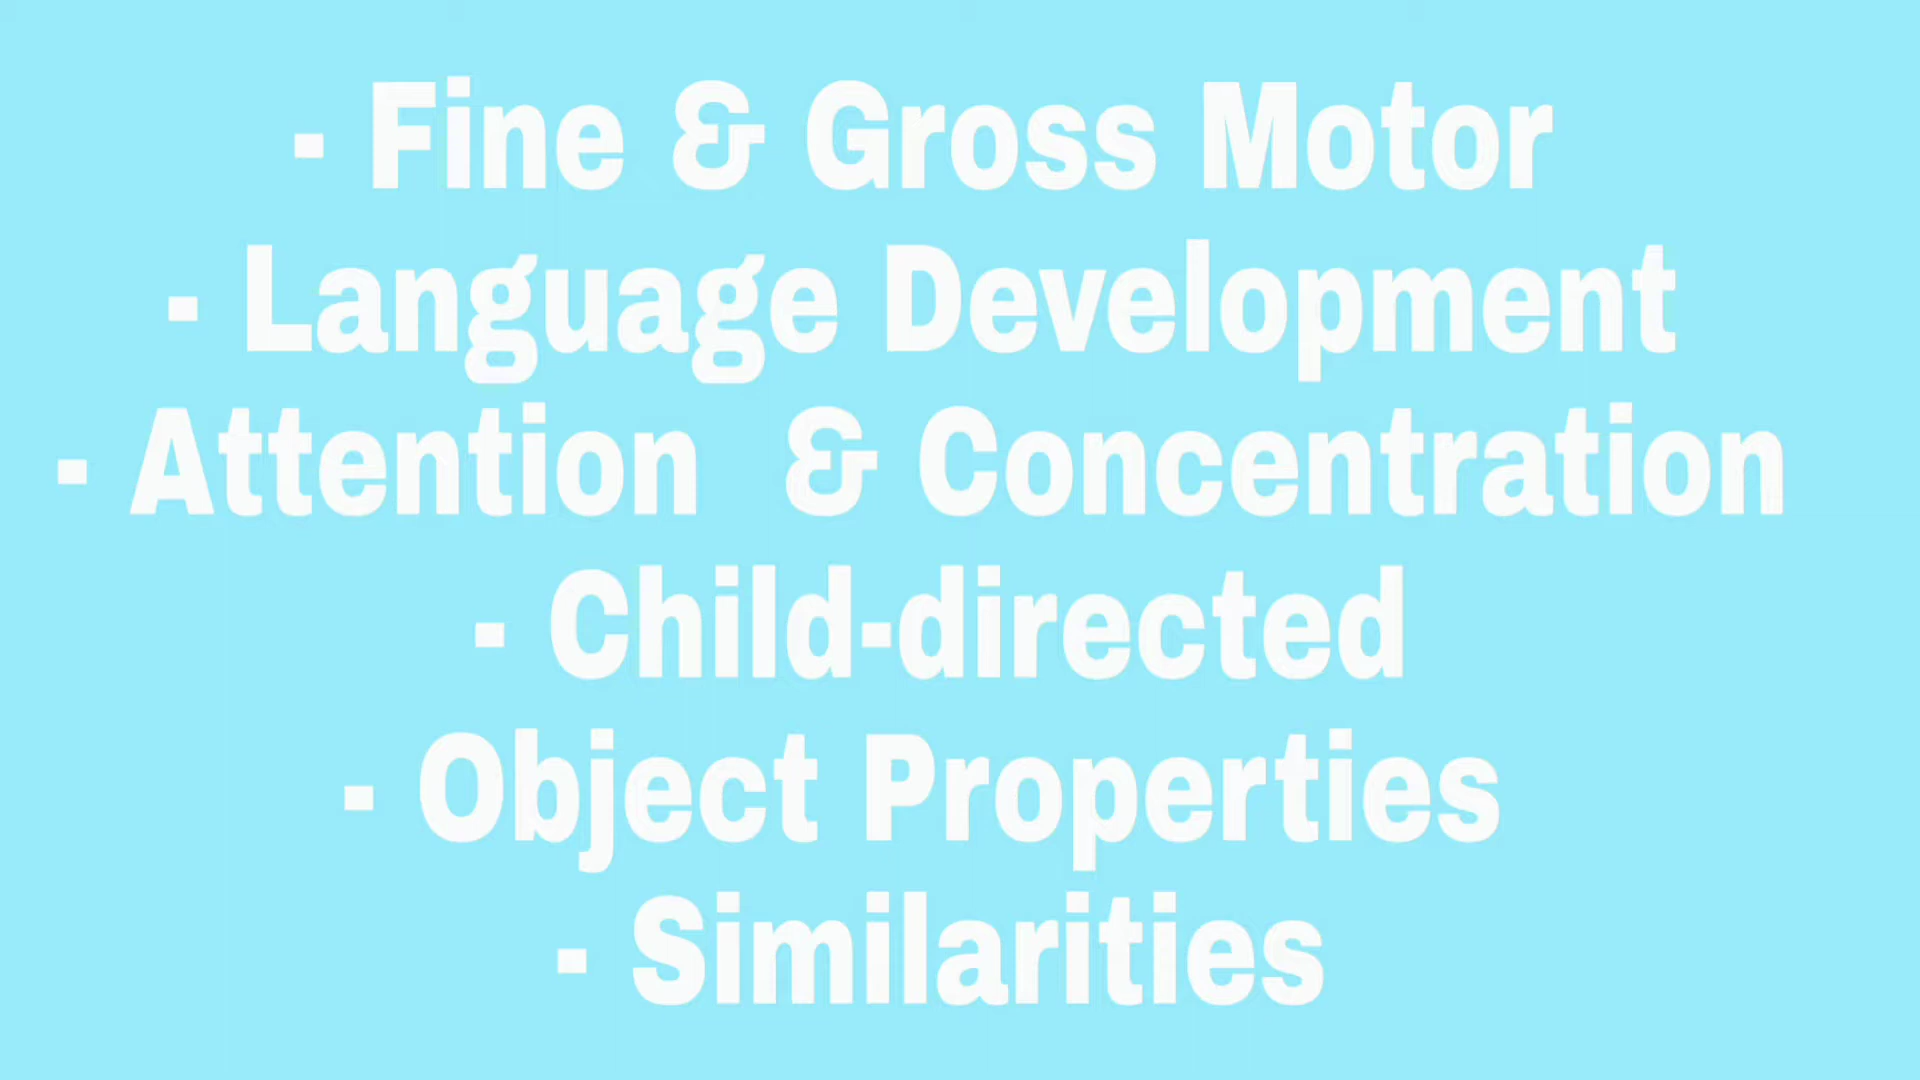 - Fine & Gross Motor
- Language Development
- Attention & Concentration
- Child-directed
- Object Properties
- Similarities